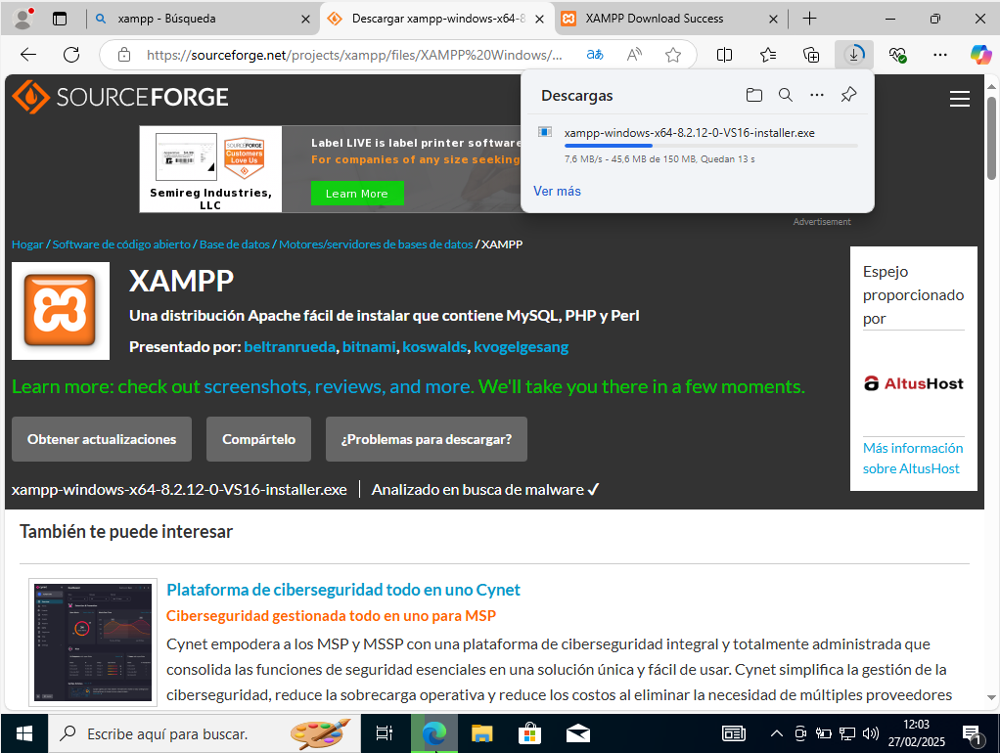 xampp - Búsqueda
Descargar xampp-windows-x64-8
XAMPP Download Success
https://sourceforge.net/projects/xampp/files/XAMPP%20Windows/...
aあ
SOURCEFORGE
Descargas
xampp-windows-x64-8.2.12-0-VS16-installer.exe
7,6 MB/s - 45,6 MB de 150 MB, Quedan 13 s
Ver más
SOURCEFORGE
Customers
Love Us
Semireg Industries,
LLC
Label LIVE is label printer software
For companies of any size seeking
Learn More
Advertisement
Hogar / Software de código abierto / Base de datos / Motores/servidores de bases de datos / XAMPP
XAMPP
Una distribución Apache fácil de instalar que contiene MySQL, PHP y Perl
Presentado por: beltranrueda, bitnami, koswalds, kvogelgesang
Espejo
proporcionado
por
AltusHost
Más información
sobre AltusHost
Learn more: check out screenshots, reviews, and more. We'll take you there in a few moments.
Obtener actualizaciones
Compártelo
¿Problemas para descargar?
xampp-windows-x64-8.2.12-0-VS16-installer.exe | Analizado en busca de malware ✓
También te puede interesar
Plataforma de ciberseguridad todo en uno Cynet
Ciberseguridad gestionada todo en uno para MSP
Cynet empodera a los MSP y MSSP con una plataforma de ciberseguridad integral y totalmente administrada que
consolida las funciones de seguridad esenciales en una solución única y fácil de usar. Cynet simplifica la gestión de la
ciberseguridad, reduce la sobrecarga operativa y reduce los costos al eliminar la necesidad de múltiples proveedores
Escribe aquí para buscar.
12:03
27/02/2025
1